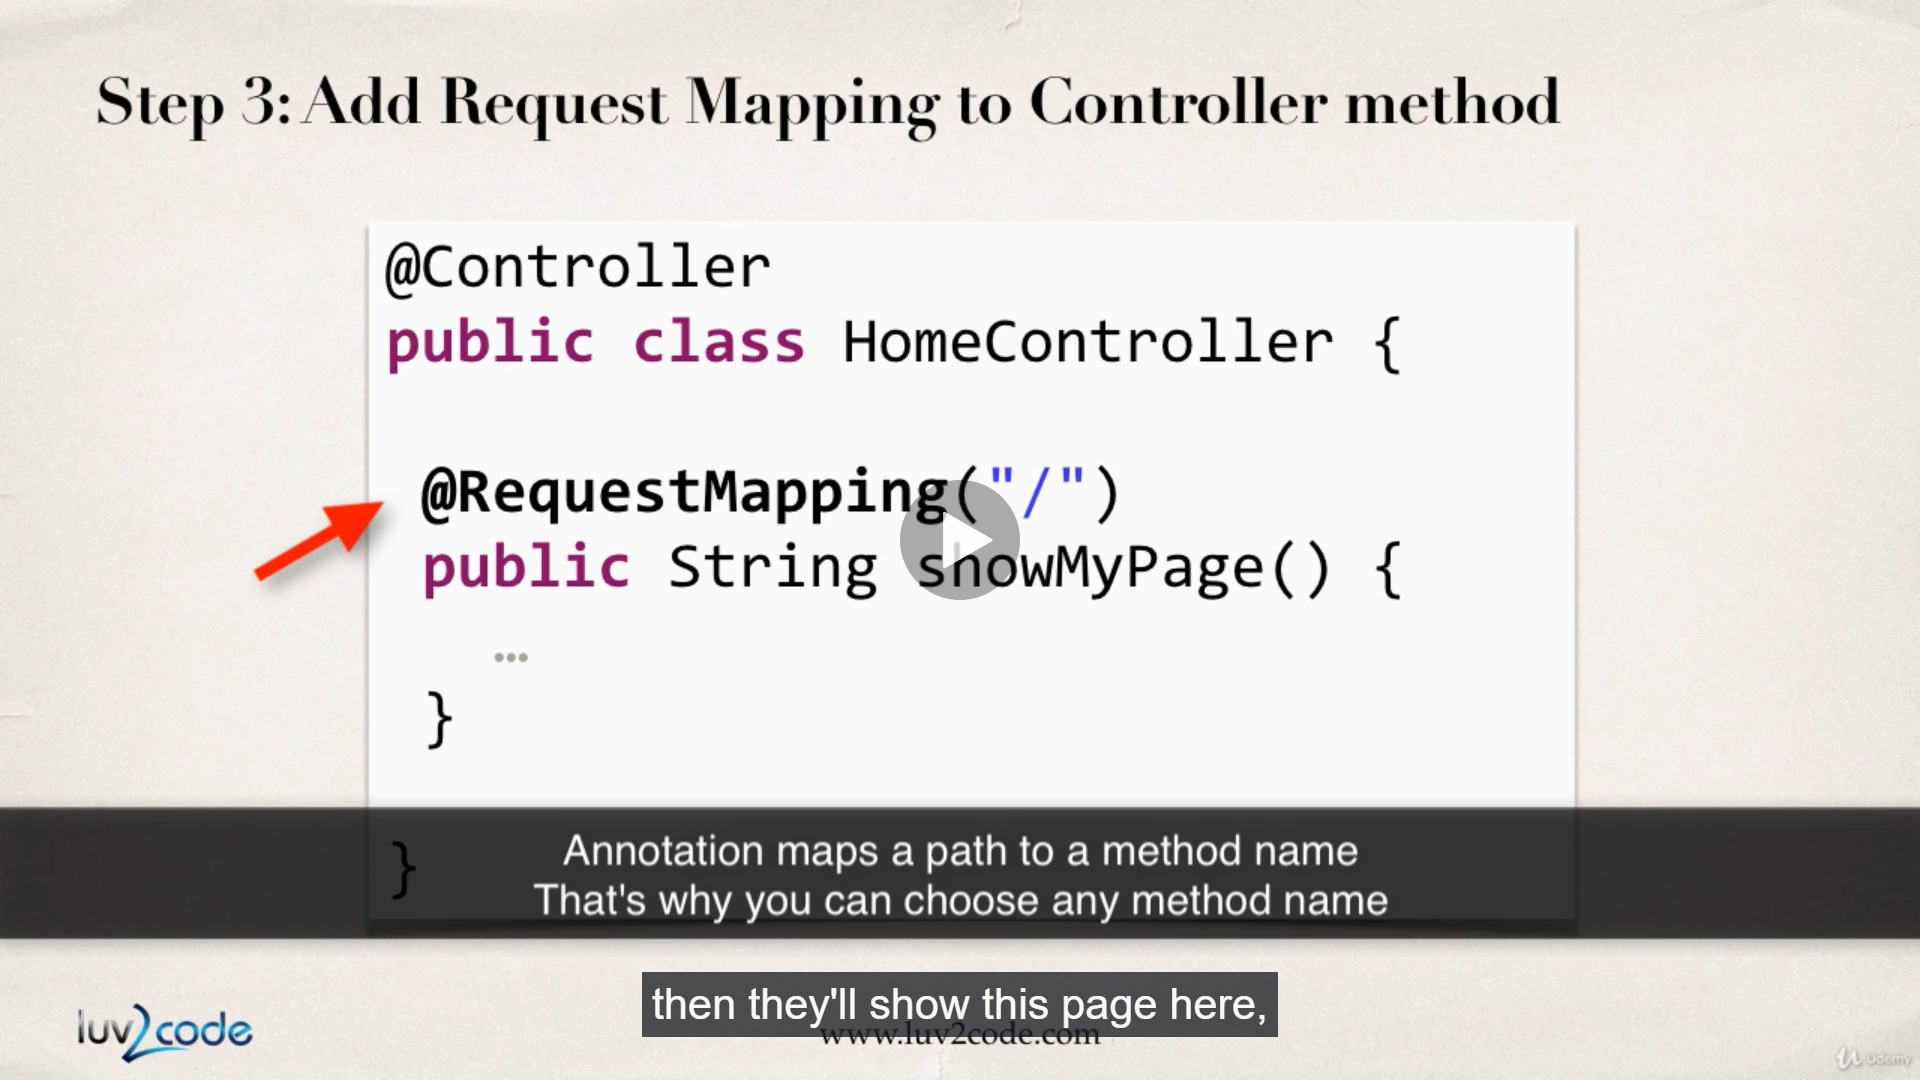 Step 3: Add Request Mapping to Controller method
@Controller
public class HomeController {
@RequestMapping("/")
public String showMyPage() {
...
}
}
Annotation maps a path to a method name
That's why you can choose any method name
then they'll show this page here,
www.luv2code.com
luv2code
Udemy